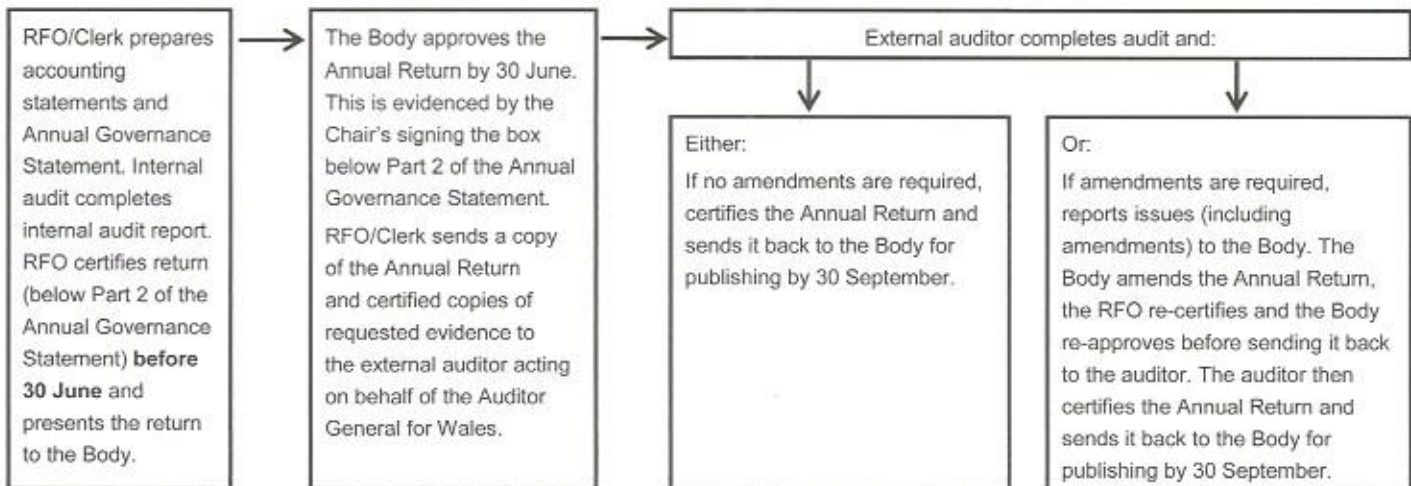 RFO/Clerk prepares
accounting
statements and
Annual Governance
Statement. Internal
audit completes
internal audit report.
RFO certifies return
(below Part 2 of the
Annual Governance
Statement) before
30 June and
presents the return
to the Body.
The Body approves the
Annual Return by 30 June.
This is evidenced by the
Chair's signing the box
below Part 2 of the Annual
Governance Statement.
RFO/Clerk sends a copy
of the Annual Return
and certified copies of
requested evidence to
the external auditor acting
on behalf of the Auditor
General for Wales.
External auditor completes audit and:
Either:
If no amendments are required,
certifies the Annual Return and
sends it back to the Body for
publishing by 30 September.
Or:
If amendments are required,
reports issues (including
amendments) to the Body. The
Body amends the Annual Return,
the RFO re-certifies and the Body
re-approves before sending it back
to the auditor. The auditor then
certifies the Annual Return and
sends it back to the Body for
publishing by 30 September.